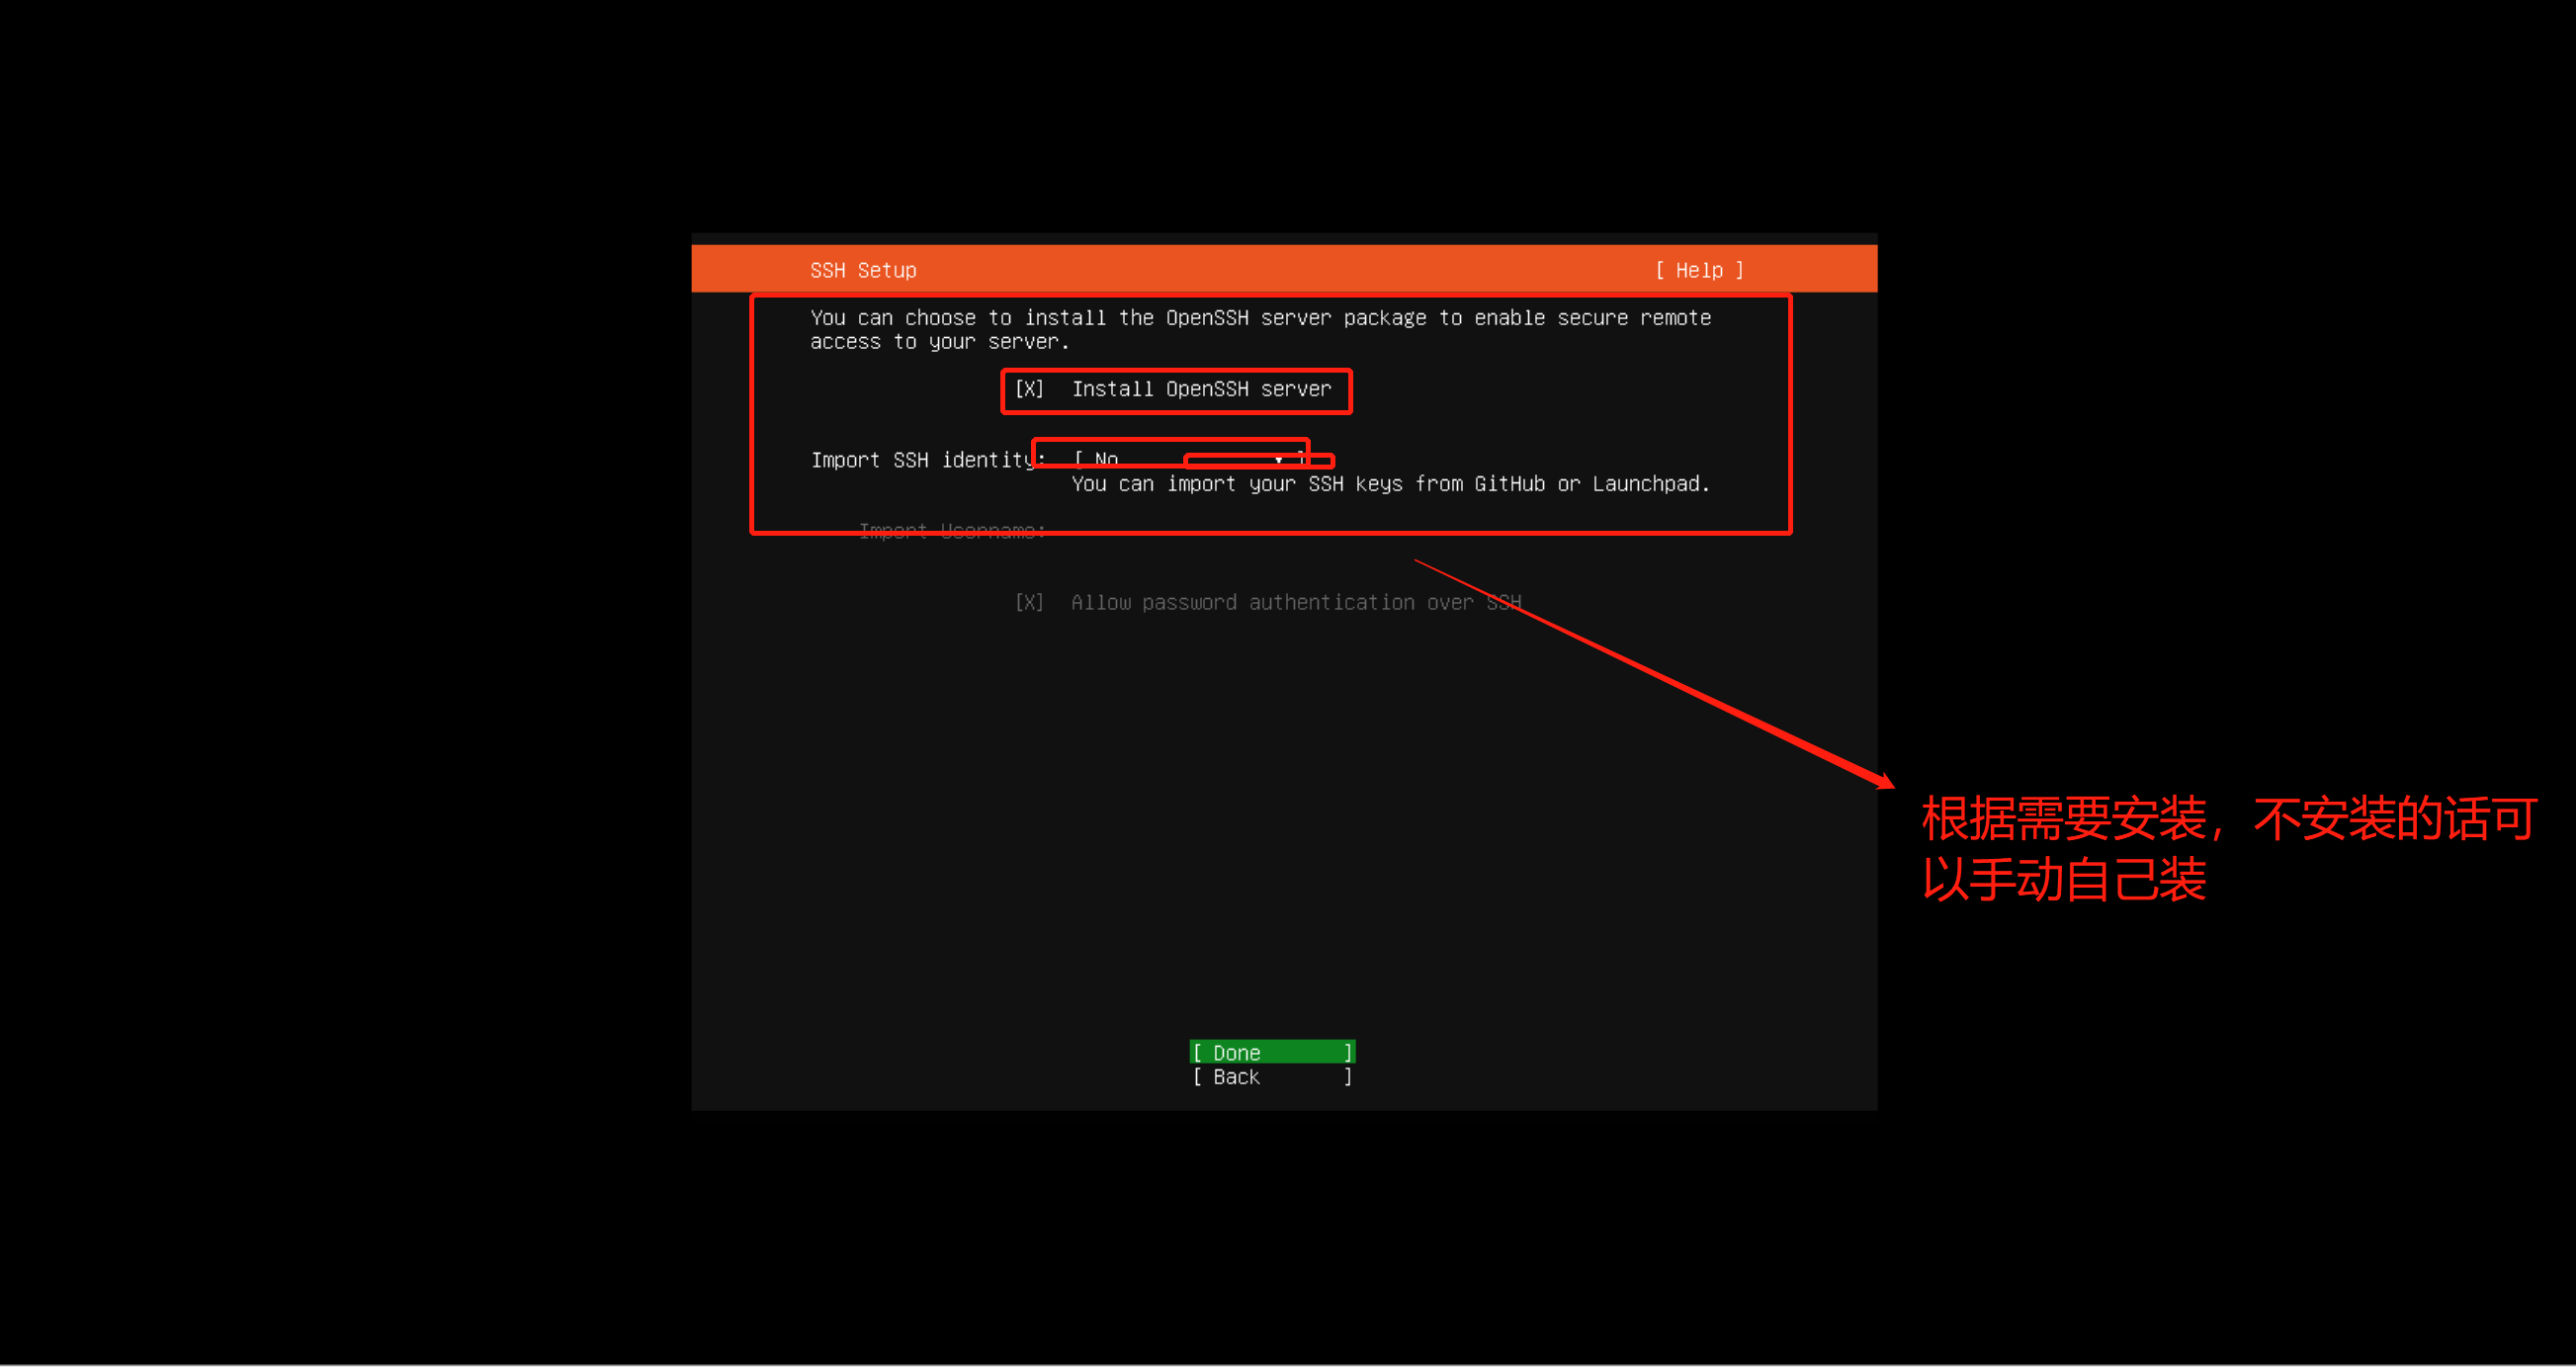 SSH Setup [ Help ]
You can choose to install the OpenSSH server package to enable secure remote
access to your server.
[X] Install OpenSSH server
Import SSH identity: [ No ▾ ]
You can import your SSH keys from GitHub or Launchpad.
Import Username:
[X] Allow password authentication over SSH
根据需要安装，不安装的话可
以手动自己装
[ Done ]
[ Back ]